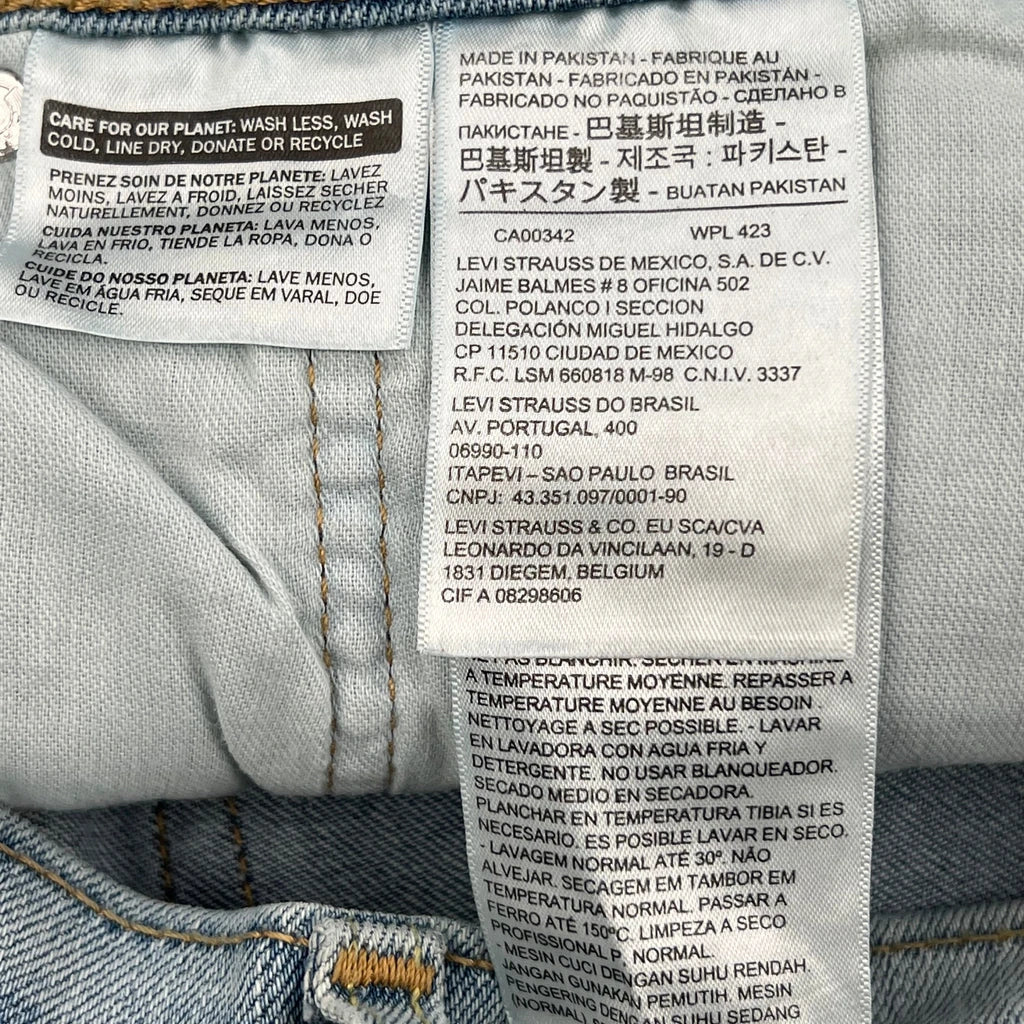 CARE FOR OUR PLANET: WASH LESS, WASH
COLD, LINE DRY, DONATE OR RECYCLE
PRENEZ SOIN DE NOTRE PLANETE: LAVEZ
MOINS, LAVEZ A FROID, LAISSEZ SECHER
NATURELLEMENT, DONNEZ OU RECYCLEZ
CUIDA NUESTRO PLANETA: LAVA MENOS,
LAVA EN FRIO, TIENDE LA ROPA, DONA O
RECICLA.
CUIDE DO NOSSO PLANETA: LAVE MENOS,
LAVE EM ÁGUA FRIA, SEQUE EM VARAL, DOE
OU RECICLE.
MADE IN PAKISTAN - FABRIQUE AU
PAKISTAN - FABRICADO EN PAKISTÁN -
FABRICADO NO PAQUISTÃO - СДЕЛАНО В
ПАКИСТАНЕ - 巴基斯坦制造 -
巴基斯坦製 - 제조국 : 파키스탄 -
パキスタン製 - BUATAN PAKISTAN
CA00342 WPL 423
LEVI STRAUSS DE MEXICO, S.A. DE C.V.
JAIME BALMES # 8 OFICINA 502
COL. POLANCO I SECCION
DELEGACIÓN MIGUEL HIDALGO
CP 11510 CIUDAD DE MEXICO
R.F.C. LSM 660818 M-98 C.N.I.V. 3337
LEVI STRAUSS DO BRASIL
AV. PORTUGAL, 400
06990-110
ITAPEVI – SAO PAULO BRASIL
CNPJ: 43.351.097/0001-90
LEVI STRAUSS & CO. EU SCA/CVA
LEONARDO DA VINCILAAN, 19 - D
1831 DIEGEM, BELGIUM
CIF A 08298606
PAS BLANCHIR. SECHER EN MACHINE
A TEMPERATURE MOYENNE. REPASSER A
TEMPERATURE MOYENNE AU BESOIN.
NETTOYAGE A SEC POSSIBLE. - LAVAR
EN LAVADORA CON AGUA FRIA Y
DETERGENTE. NO USAR BLANQUEADOR.
SECADO MEDIO EN SECADORA.
PLANCHAR EN TEMPERATURA TIBIA SI ES
NECESARIO. ES POSIBLE LAVAR EN SECO.
- LAVAGEM NORMAL ATÉ 30º. NÃO
ALVEJAR. SECAGEM EM TAMBOR EM
TEMPERATURA NORMAL. PASSAR A
FERRO ATÉ 150ºC. LIMPEZA A SECO
PROFISSIONAL P, NORMAL.
- MESIN CUCI DENGAN SUHU RENDAH.
JANGAN GUNAKAN PEMUTIH. MESIN
PENGERING DENGAN SUHU SEDANG
(NORMAL)